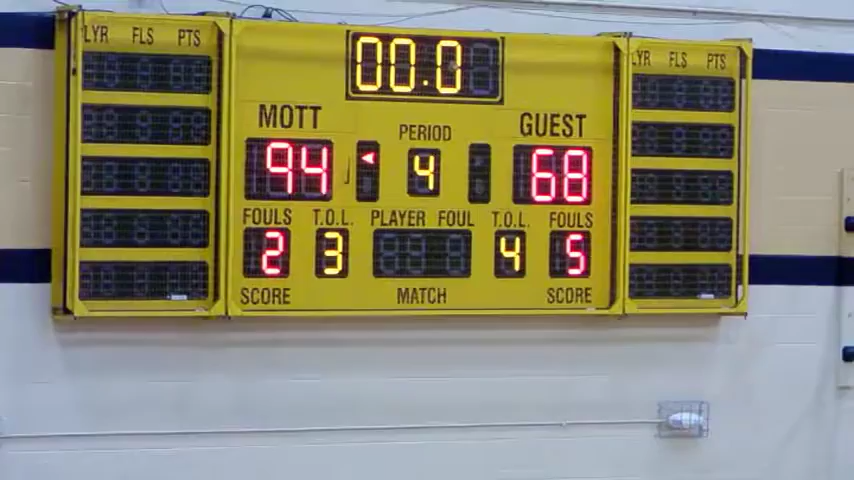 LYR FLS PTS
00.0
LYR FLS PTS
MOTT
PERIOD
GUEST
94
4
68
FOULS T.O.L. PLAYER FOUL T.O.L. FOULS
2 3 4 5
SCORE MATCH SCORE